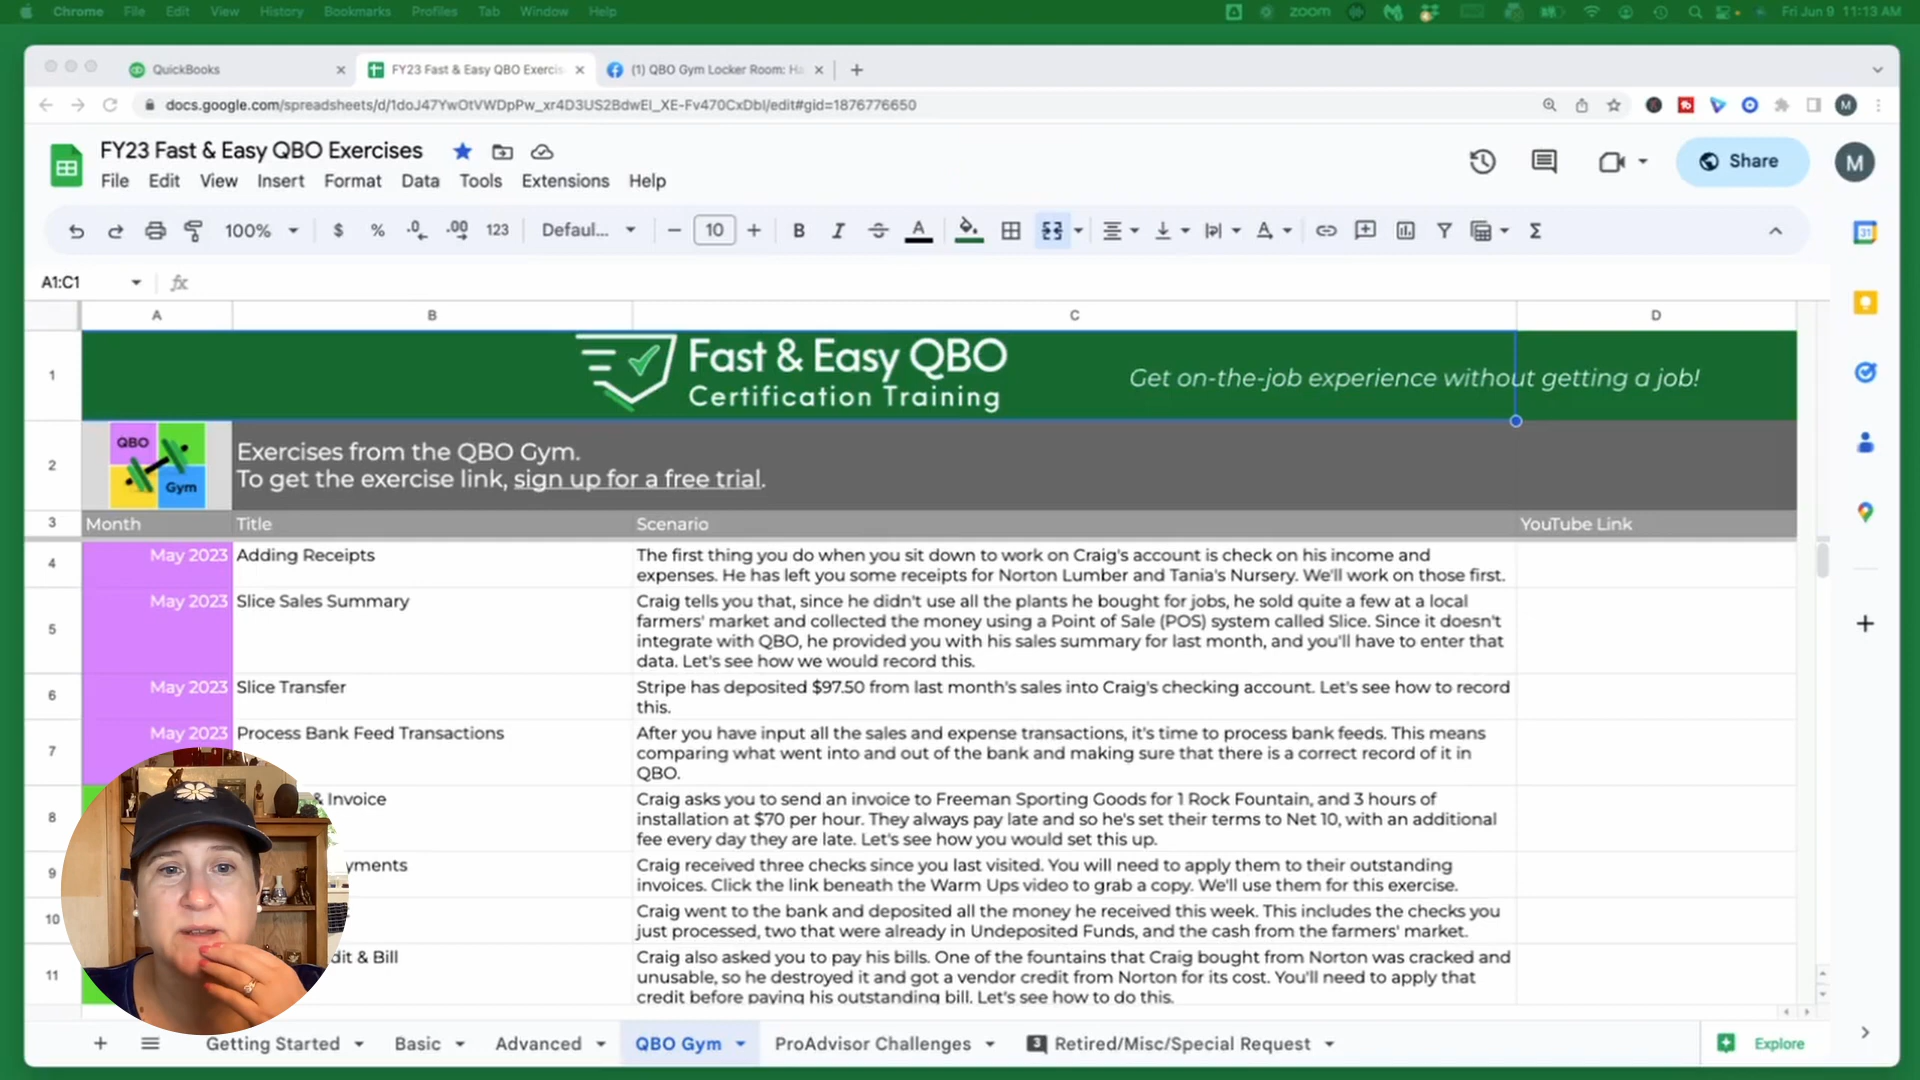 Chrome File Edit View History Bookmarks Profiles Tab Window Help zoom Fri Jun 9 11:13 AM
QuickBooks FY23 Fast & Easy QBO Exercis (1) QBO Gym Locker Room: Ha
docs.google.com/spreadsheets/d/1doJ47YwOtVWDpPw_xr4D3US2BdwEl_XE-Fv470CxDbI/edit#gid=1876776650 M
FY23 Fast & Easy QBO Exercises
File Edit View Insert Format Data Tools Extensions Help
Share M
100% $ % .0 .00 123 Defaul... 10 B I A
A1:C1 fx
A B C D
1 Fast & Easy QBO
Certification Training
Get on-the-job experience without getting a job!
2 QBO Gym
Exercises from the QBO Gym.
To get the exercise link, sign up for a free trial.
3 Month Title Scenario YouTube Link
4 May 2023 Adding Receipts The first thing you do when you sit down to work on Craig's account is check on his income and
expenses. He has left you some receipts for Norton Lumber and Tania's Nursery. We'll work on those first.
5 May 2023 Slice Sales Summary Craig tells you that, since he didn't use all the plants he bought for jobs, he sold quite a few at a local
farmers' market and collected the money using a Point of Sale (POS) system called Slice. Since it doesn't
integrate with QBO, he provided you with his sales summary for last month, and you'll have to enter that
data. Let's see how we would record this.
6 May 2023 Slice Transfer Stripe has deposited $97.50 from last month's sales into Craig's checking account. Let's see how to record
this.
7 May 2023 Process Bank Feed Transactions After you have input all the sales and expense transactions, it's time to process bank feeds. This means
comparing what went into and out of the bank and making sure that there is a correct record of it in
QBO.
8 & Invoice Craig asks you to send an invoice to Freeman Sporting Goods for 1 Rock Fountain, and 3 hours of
installation at $70 per hour. They always pay late and so he's set their terms to Net 10, with an additional
fee every day they are late. Let's see how you would set this up.
9 yments Craig received three checks since you last visited. You will need to apply them to their outstanding
invoices. Click the link beneath the Warm Ups video to grab a copy. We'll use them for this exercise.
10 Craig went to the bank and deposited all the money he received this week. This includes the checks you
just processed, two that were already in Undeposited Funds, and the cash from the farmers' market.
11 dit & Bill Craig also asked you to pay his bills. One of the fountains that Craig bought from Norton was cracked and
unusable, so he destroyed it and got a vendor credit from Norton for its cost. You'll need to apply that
credit before paying his outstanding bill. Let's see how to do this.
Getting Started Basic Advanced QBO Gym ProAdvisor Challenges 3 Retired/Misc/Special Request Explore